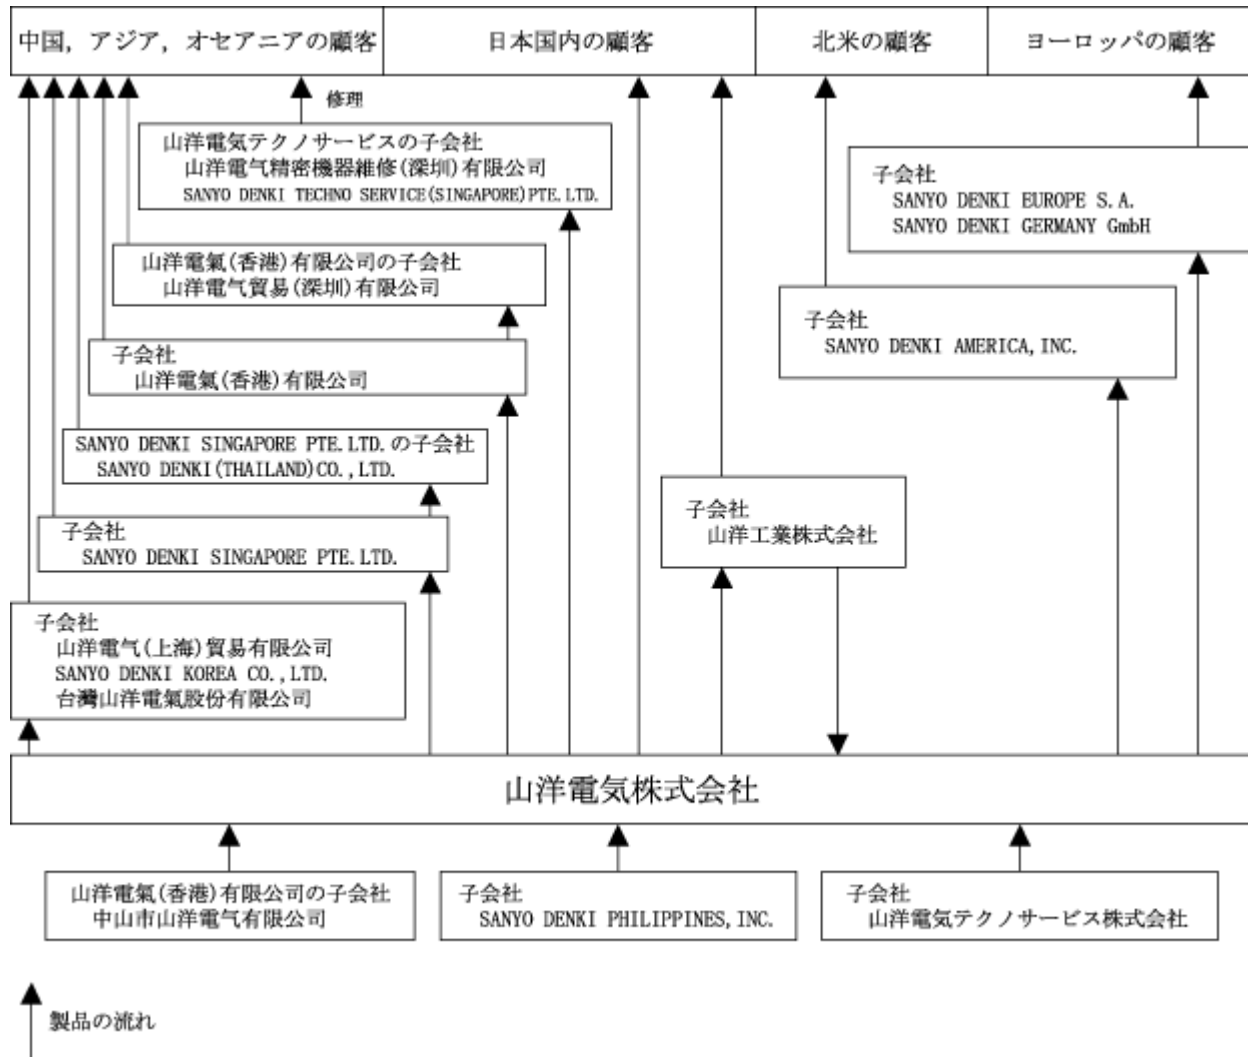 中国，アジア，オセアニアの顧客
日本国内の顧客
北米の顧客
ヨーロッパの顧客
修理
山洋電気テクノサービスの子会社
山洋电气精密機器維修(深圳)有限公司
SANYO DENKI TECHNO SERVICE(SINGAPORE)PTE.LTD.
子会社
SANYO DENKI EUROPE S.A.
SANYO DENKI GERMANY GmbH
山洋電氣(香港)有限公司の子会社
山洋电气貿易(深圳)有限公司
子会社
SANYO DENKI AMERICA,INC.
子会社
山洋電氣(香港)有限公司
SANYO DENKI SINGAPORE PTE.LTD.の子会社
SANYO DENKI(THAILAND)CO.,LTD.
子会社
山洋工業株式会社
子会社
SANYO DENKI SINGAPORE PTE.LTD.
子会社
山洋电气(上海)貿易有限公司
SANYO DENKI KOREA CO.,LTD.
台灣山洋電氣股份有限公司
山洋電気株式会社
山洋電氣(香港)有限公司の子会社
中山市山洋电气有限公司
子会社
SANYO DENKI PHILIPPINES,INC.
子会社
山洋電気テクノサービス株式会社
製品の流れ